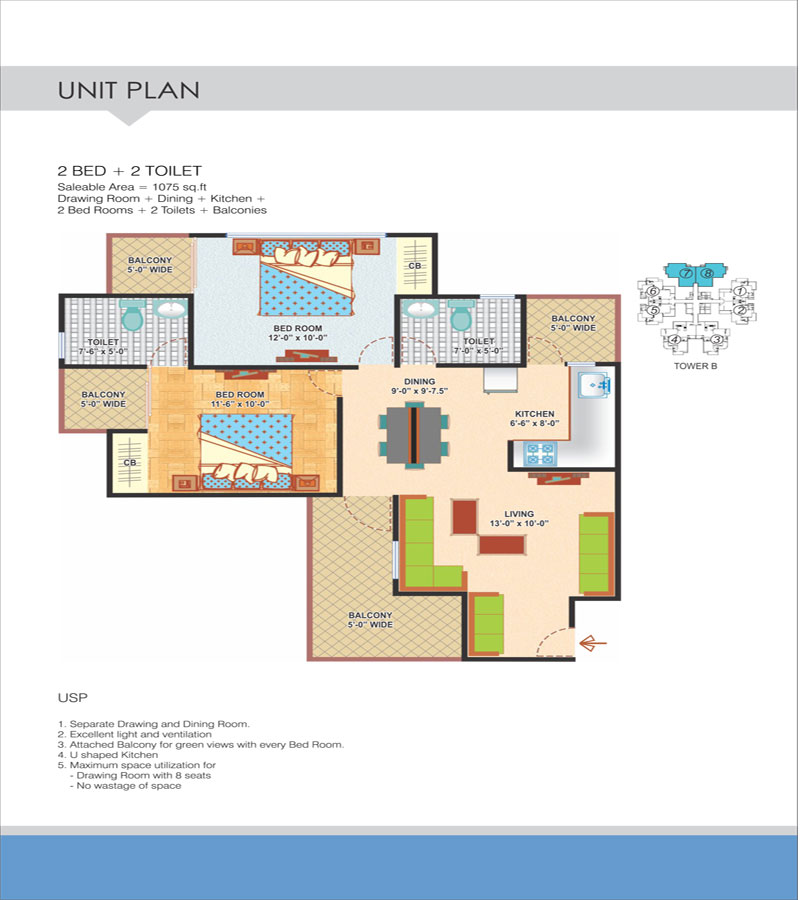 UNIT PLAN
2 BED + 2 TOILET
Saleable Area = 1075 sq.ft
Drawing Room + Dining + Kitchen +
2 Bed Rooms + 2 Toilets + Balconies
BALCONY
5'-0" WIDE
CB
BED ROOM
12'-0" x 10'-0"
TOILET
7'-6" x 5'-0"
TOILET
7'-0" x 5'-0"
BALCONY
5'-0" WIDE
BALCONY
5'-0" WIDE
BED ROOM
11'-6" x 10'-0"
DINING
9'-0" x 9'-7.5"
KITCHEN
6'-6" x 8'-0"
CB
LIVING
13'-0" x 10'-0"
BALCONY
5'-0" WIDE
7
8
6
1
5
2
4
3
TOWER B
USP
1. Separate Drawing and Dining Room.
2. Excellent light and ventilation
3. Attached Balcony for green views with every Bed Room.
4. U shaped Kitchen
5. Maximum space utilization for
- Drawing Room with 8 seats
- No wastage of space